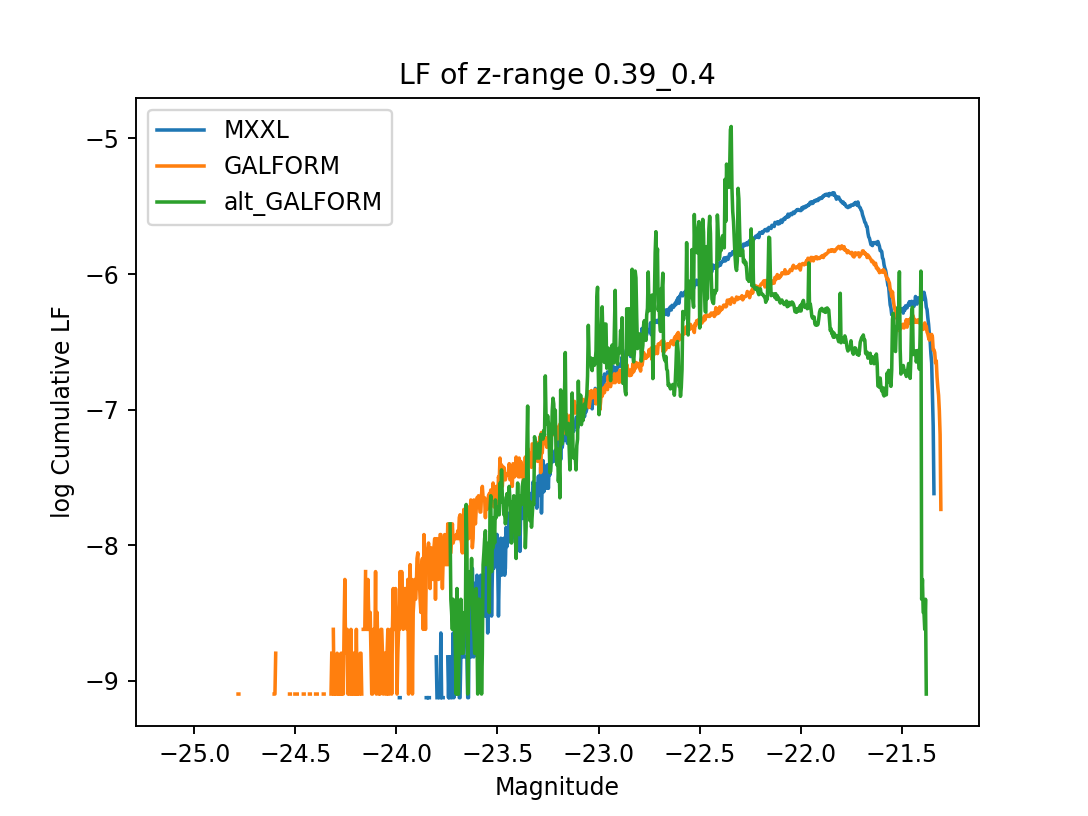 LF of z-range 0.39_0.4
MXXL
GALFORM
alt_GALFORM
log Cumulative LF
−5
−6
−7
−8
−9
−25.0
−24.5
−24.0
−23.5
−23.0
−22.5
−22.0
−21.5
Magnitude